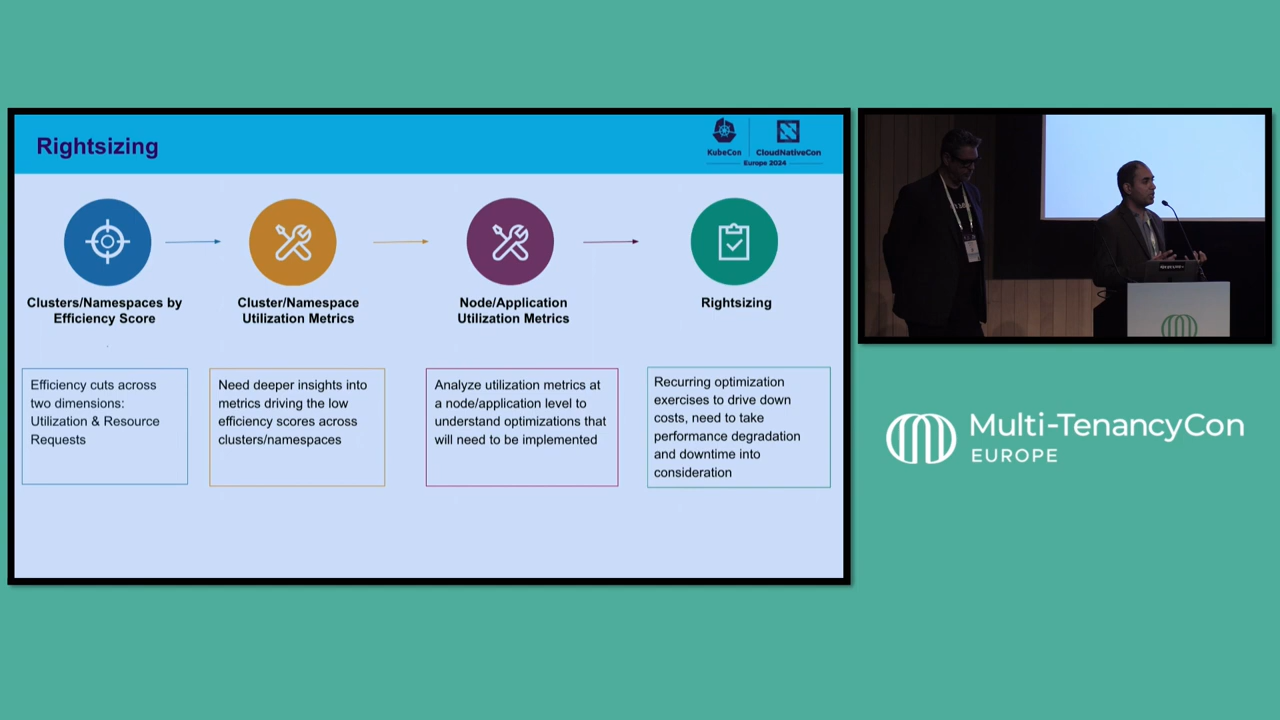 Rightsizing
KubeCon
CloudNativeCon
Europe 2024
Clusters/Namespaces by
Efficiency Score
Cluster/Namespace
Utilization Metrics
Node/Application
Utilization Metrics
Rightsizing
Efficiency cuts across
two dimensions:
Utilization & Resource
Requests
Need deeper insights into
metrics driving the low
efficiency scores across
clusters/namespaces
Analyze utilization metrics at
a node/application level to
understand optimizations that
will need to be implemented
Recurring optimization
exercises to drive down
costs, need to take
performance degradation
and downtime into
consideration
Multi-TenancyCon
EUROPE